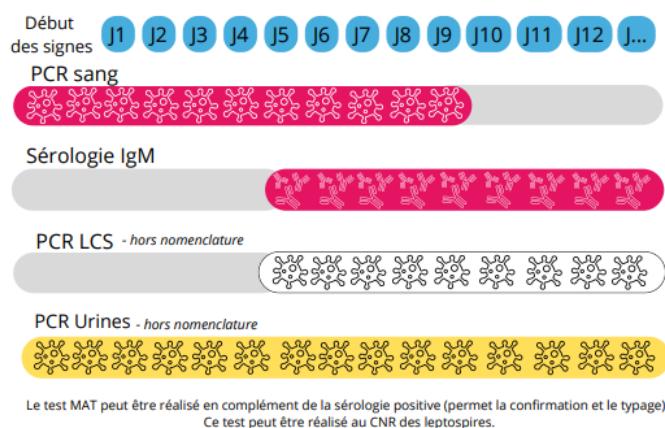 Début
des signes
J1 J2 J3 J4 J5 J6 J7 J8 J9 J10 J11 J12 J...
PCR sang
Sérologie IgM
PCR LCS - hors nomenclature
PCR Urines - hors nomenclature
Le test MAT peut être réalisé en complément de la sérologie positive (permet la confirmation et le typage)
Ce test peut être réalisé au CNR des leptospires.